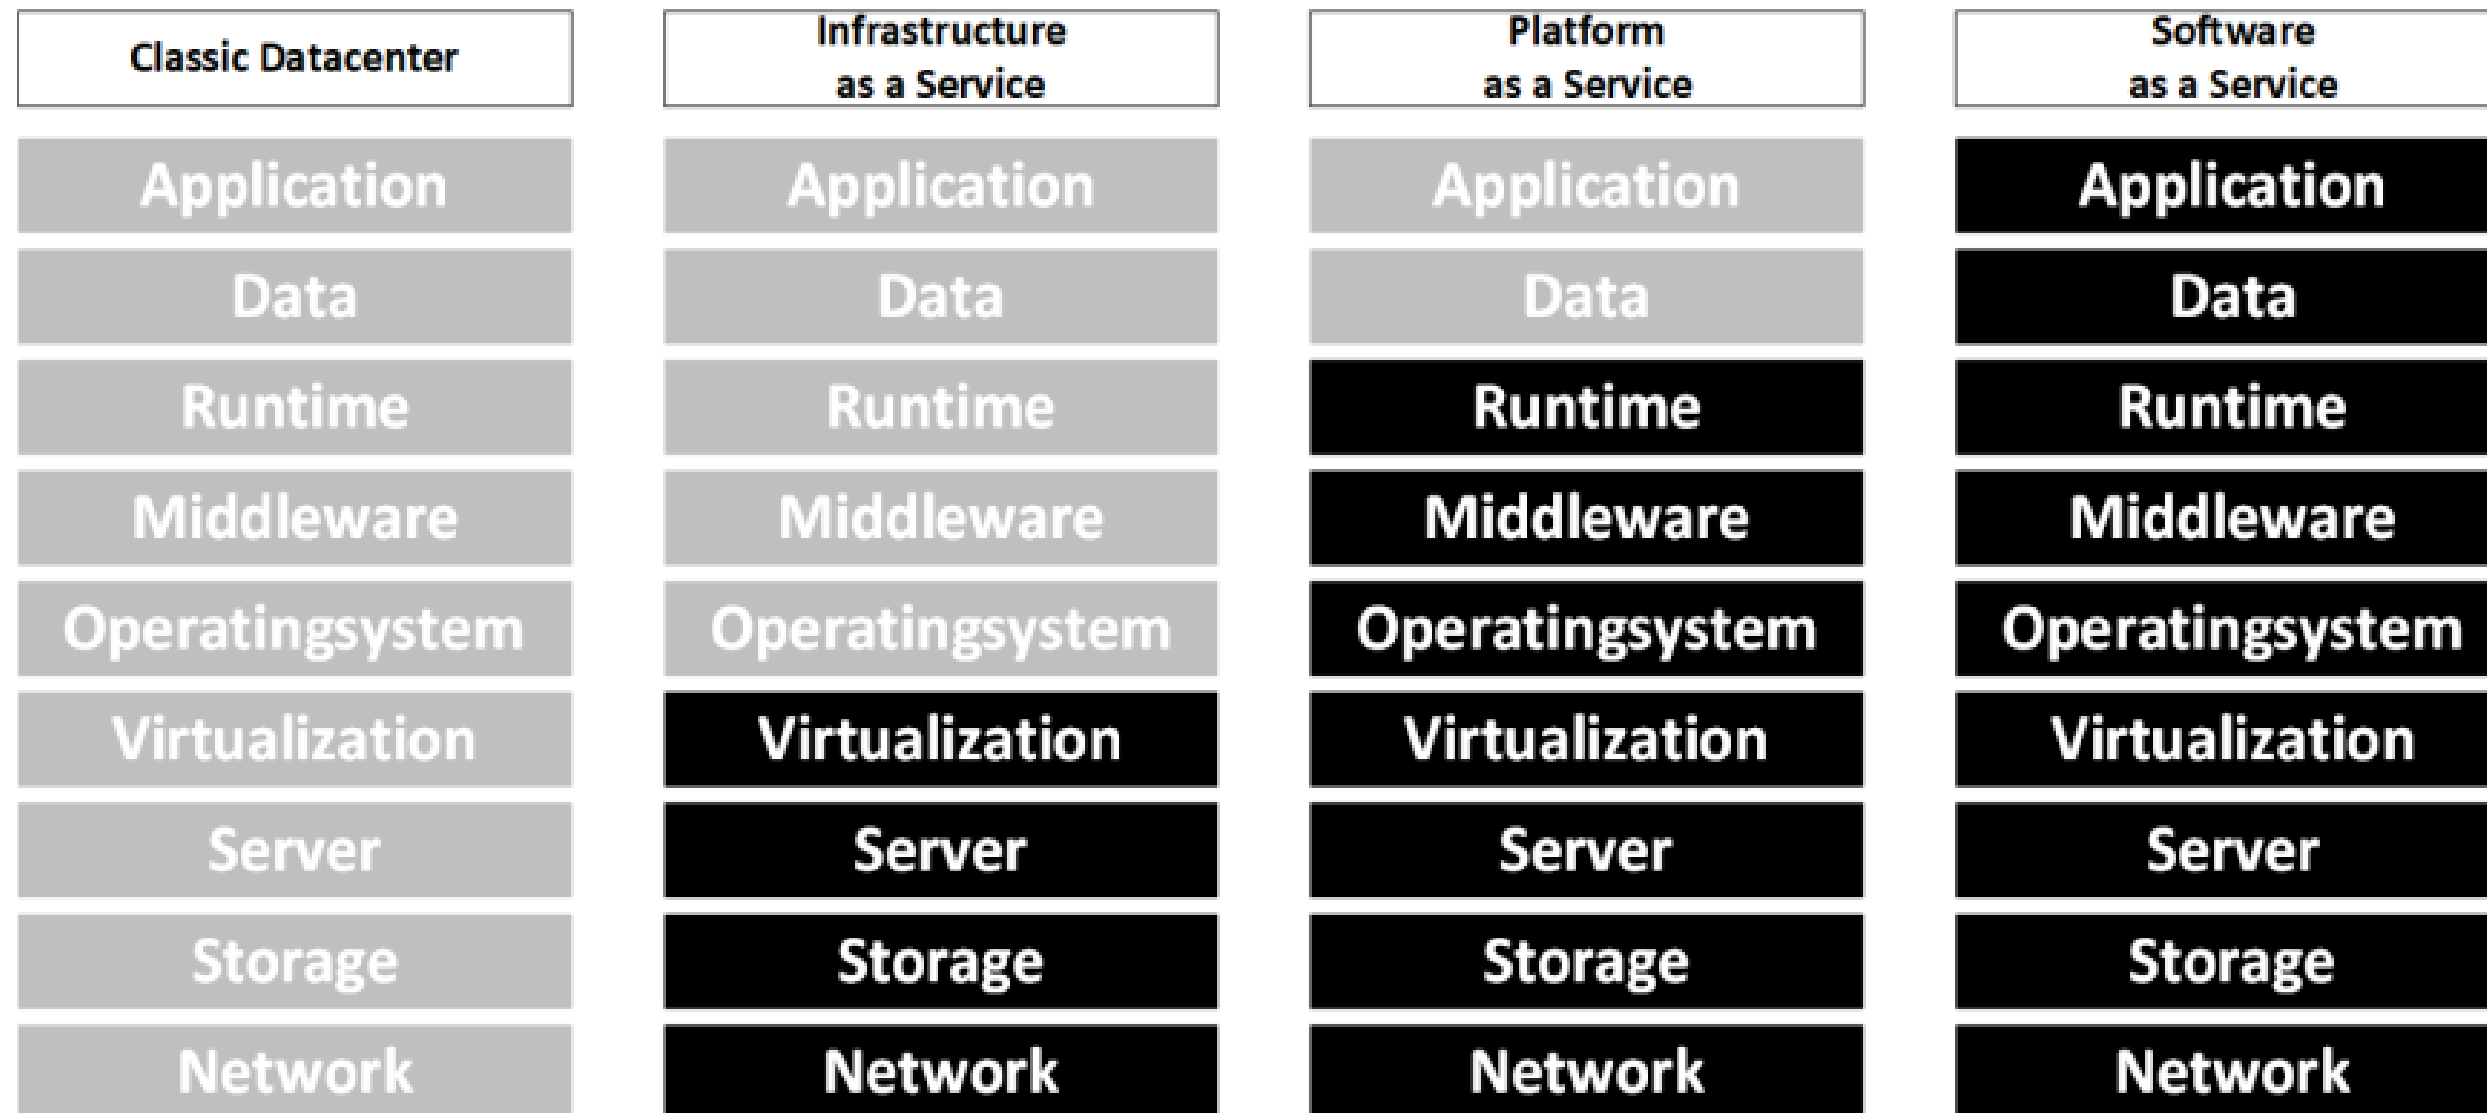 Classic Datacenter
Infrastructure
as a Service
Platform
as a Service
Software
as a Service
Application
Application
Application
Application
Data
Data
Data
Data
Runtime
Runtime
Runtime
Runtime
Middleware
Middleware
Middleware
Middleware
Operatingsystem
Operatingsystem
Operatingsystem
Operatingsystem
Virtualization
Virtualization
Virtualization
Virtualization
Server
Server
Server
Server
Storage
Storage
Storage
Storage
Network
Network
Network
Network